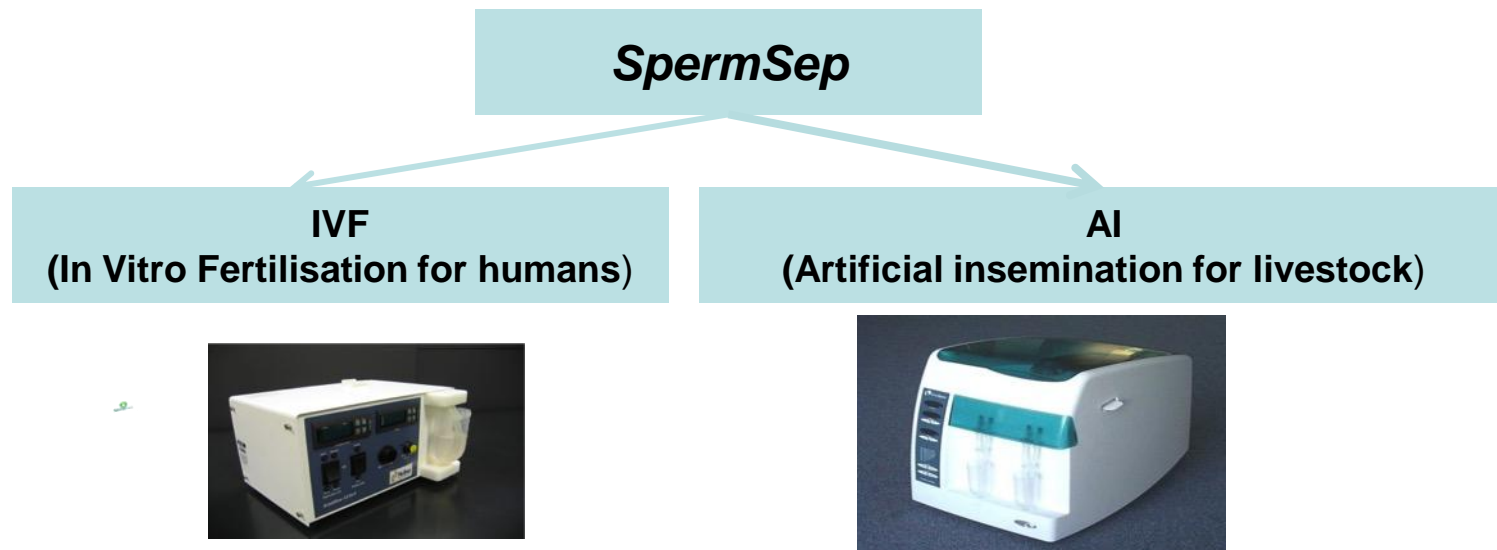 SpermSep
IVF
(In Vitro Fertilisation for humans)
AI
(Artificial insemination for livestock)